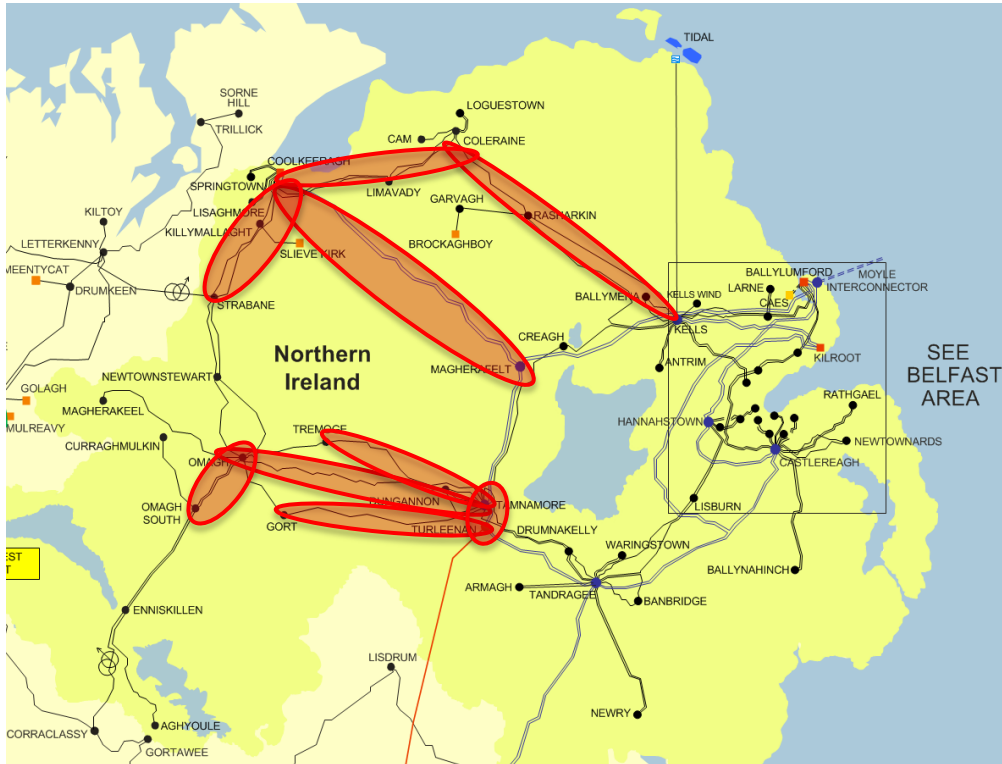 TIDAL
SORNE
HILL
TRILLICK
LOGUESTOWN
CAM
COLERAINE
COOLKEERAGH
SPRINGTOWN
LIMAVADY
LISAGHMORE
GARVAGH
KILTOY
RASHARKIN
KILLYMALLAGHT
LETTERKENNY
BROCKAGHBOY
SLIEVE KIRK
MEENTYCAT
DRUMKEEN
STRABANE
BALLYLUMFORD
MOYLE
INTERCONNECTOR
LARNE
KELLS WIND
BALLYMENA
CAES
KELLS
CREAGH
Northern
Ireland
ANTRIM
KILROOT
MAGHERAFELT
SEE
BELFAST
AREA
NEWTOWNSTEWART
GOLAGH
MAGHERAKEEL
RATHGAEL
MULREAVY
CURRAGHMULKIN
TREMOGE
HANNAHSTOWN
NEWTOWNARDS
OMAGH
CASTLEREAGH
DUNGANNON
TAMNAMORE
OMAGH
SOUTH
GORT
TURLEENAN
DRUMNAKELLY
LISBURN
WARINGSTOWN
EST
T
BALLYNAHINCH
ARMAGH
TANDRAGEE
BANBRIDGE
ENNISKILLEN
LISDRUM
NEWRY
AGHYOULE
CORRACLASSY
GORTAWEE